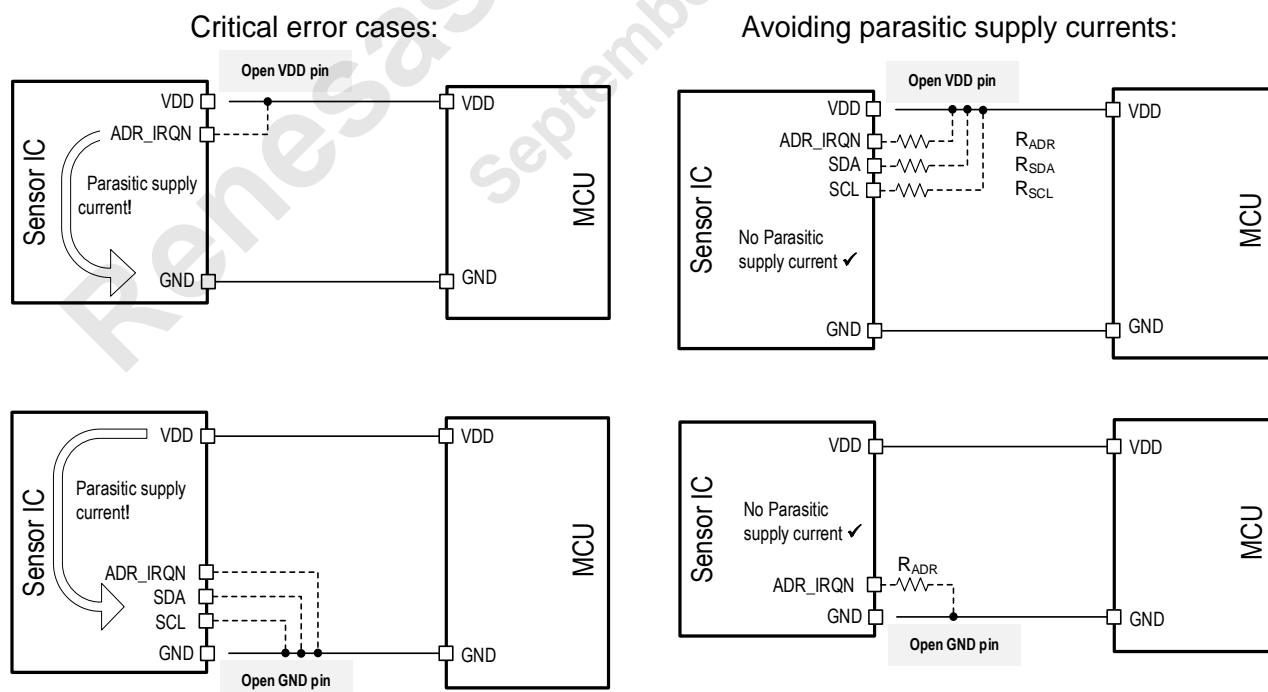 Critical error cases:
Open VDD pin
VDD
VDD
ADR_IRQN
Parasitic supply
current!
Sensor IC
MCU
GND
GND
Avoiding parasitic supply currents:
Open VDD pin
VDD
VDD
ADR_IRQN
RADR
SDA
RSDA
SCL
RSCL
Sensor IC
MCU
No Parasitic
supply current ✓
GND
GND
VDD
VDD
Parasitic supply
current!
Sensor IC
MCU
ADR_IRQN
SDA
SCL
GND
GND
Open GND pin
VDD
VDD
Sensor IC
MCU
No Parasitic
supply current ✓
RADR
ADR_IRQN
GND
GND
Open GND pin
Renesas